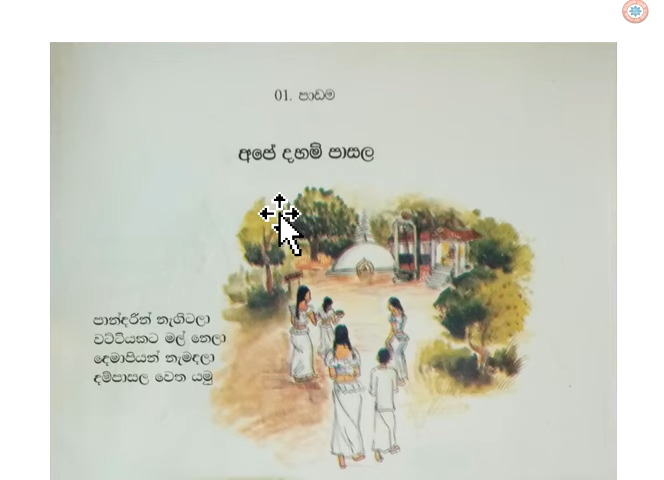 01. පාඩම
අපේ දහම් පාසල
පාන්දරින් නැගිටලා
වට්ටියකට මල් නෙලා
දෙමාපියන් නැමදලා
දම්පාසල වෙත යමු